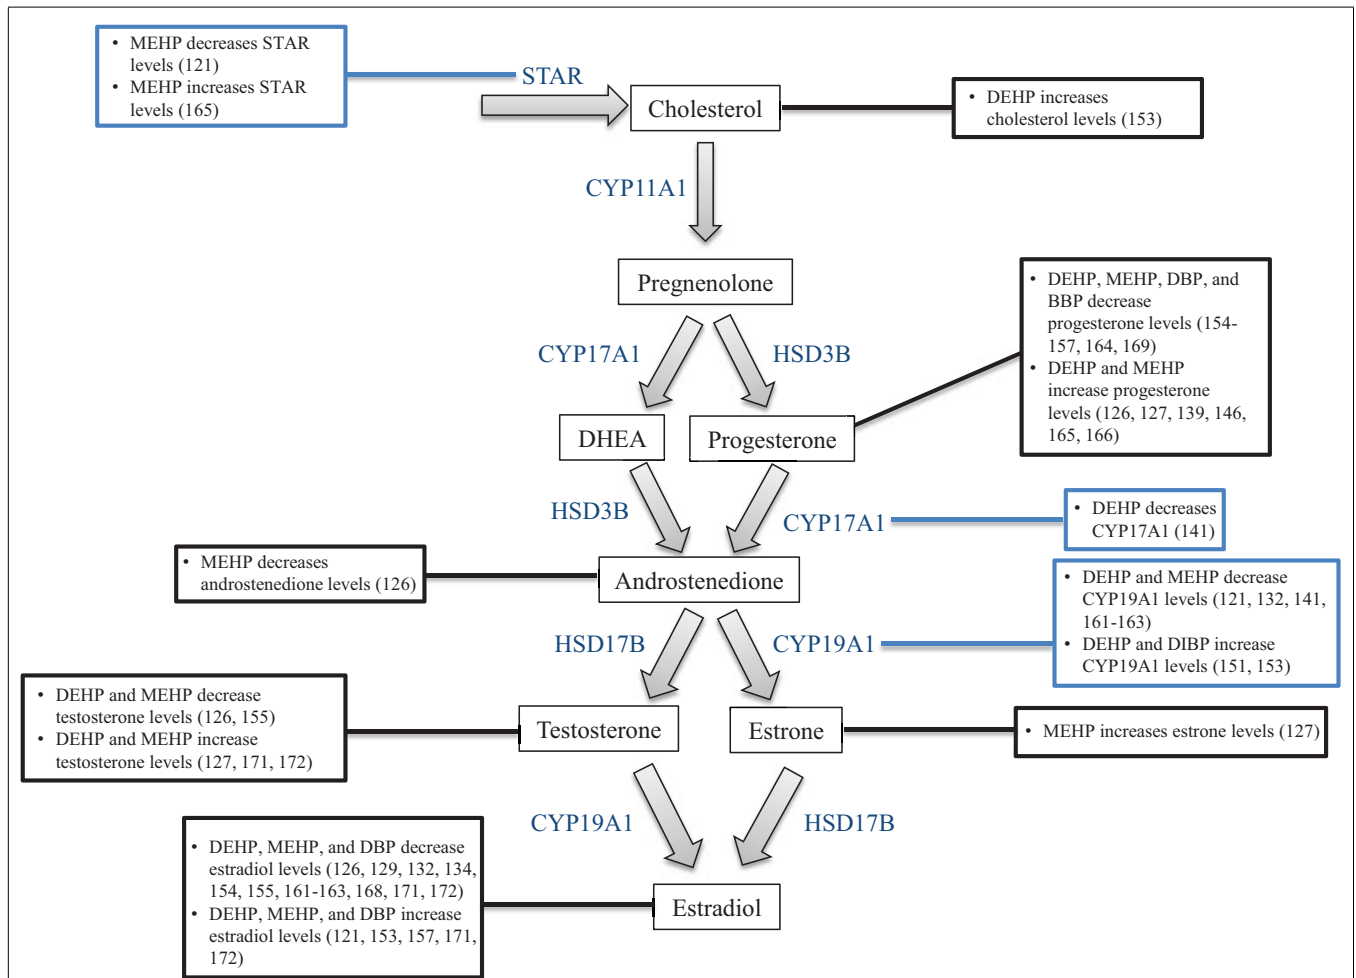 • MEHP decreases STAR
levels (121)
• MEHP increases STAR
levels (165)
STAR
Cholesterol
• DEHP increases
cholesterol levels (153)
CYP11A1
Pregnenolone
• DEHP, MEHP, DBP, and
BBP decrease
progesterone levels (154-
157, 164, 169)
• DEHP and MEHP
increase progesterone
levels (126, 127, 139, 146,
165, 166)
CYP17A1
HSD3B
DHEA
Progesterone
HSD3B
CYP17A1
• DEHP decreases
CYP17A1 (141)
• MEHP decreases
androstenedione levels (126)
Androstenedione
• DEHP and MEHP decrease
CYP19A1 levels (121, 132, 141,
161-163)
• DEHP and DIBP increase
CYP19A1 levels (151, 153)
HSD17B
CYP19A1
• DEHP and MEHP decrease
testosterone levels (126, 155)
• DEHP and MEHP increase
testosterone levels (127, 171, 172)
Testosterone
Estrone
• MEHP increases estrone levels (127)
CYP19A1
HSD17B
• DEHP, MEHP, and DBP decrease
estradiol levels (126, 129, 132, 134,
154, 155, 161-163, 168, 171, 172)
• DEHP, MEHP, and DBP increase
estradiol levels (121, 153, 157, 171,
172)
Estradiol